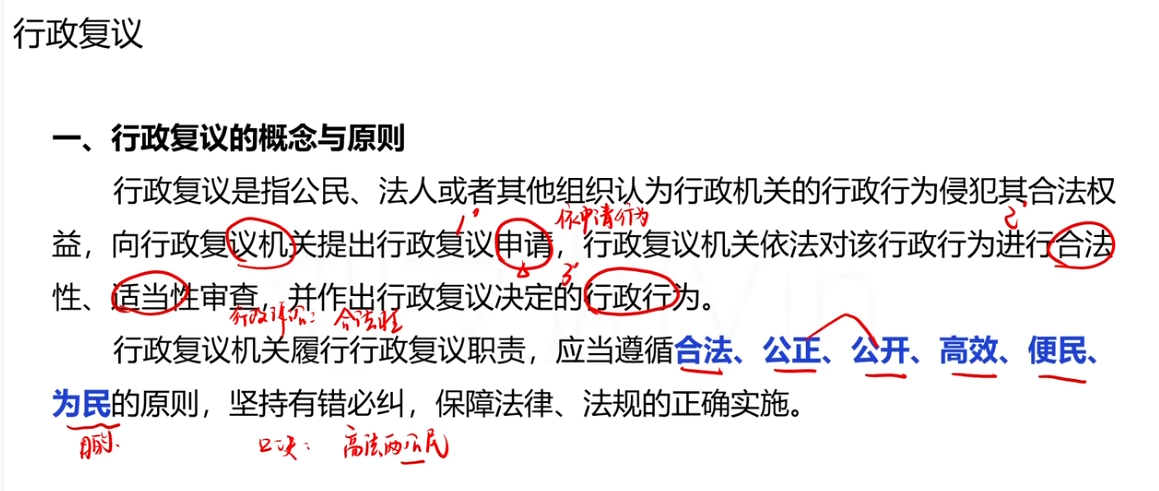 行政复议
一、行政复议的概念与原则
行政复议是指公民、法人或者其他组织认为行政机关的行政行为侵犯其合法权
1° 依申请行为 2°
益，向行政复议机关提出行政复议申请，行政复议机关依法对该行政行为进行合法
3°
性、适当性审查，并作出行政复议决定的行政行为。
合法性
行政复议机关履行行政复议职责，应当遵循合法、公正、公开、高效、便民、
为民的原则，坚持有错必纠，保障法律、法规的正确实施。
口诀：高法两公民